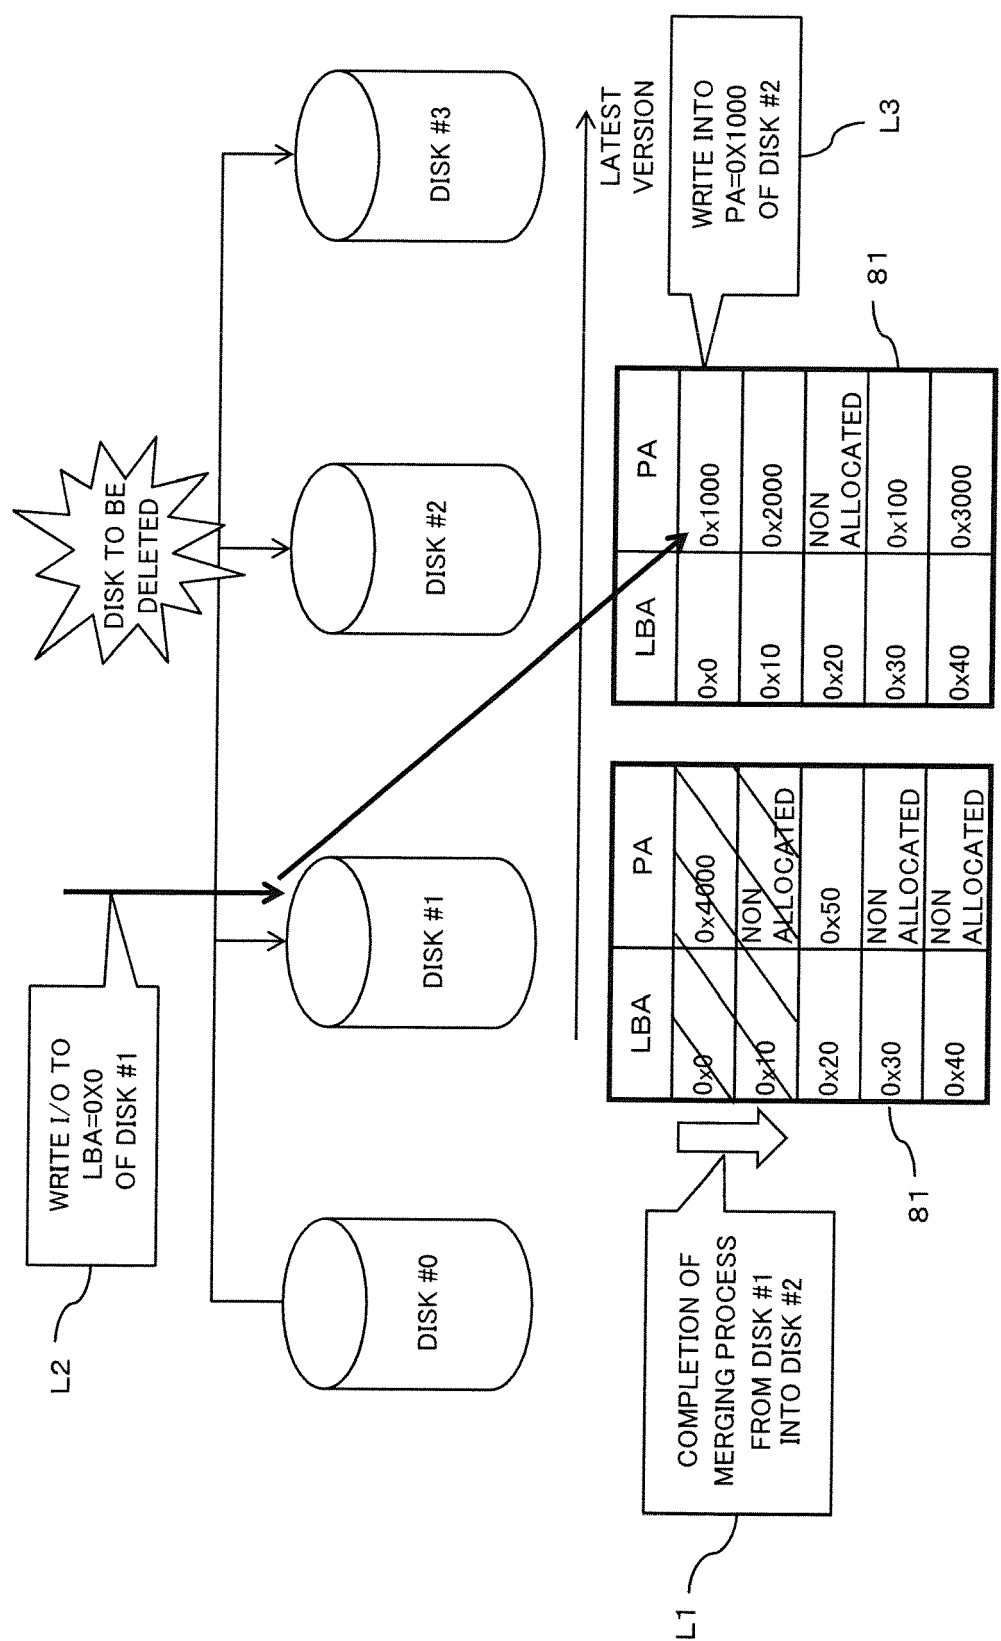 L2
WRITE I/O TO
LBA=0X0
OF DISK #1
DISK TO BE
DELETED
DISK #0
DISK #1
DISK #2
DISK #3
LATEST
VERSION
L1
COMPLETION OF
MERGING PROCESS
FROM DISK #1
INTO DISK #2
LBA PA
0x0 0x4000
0x10 NON ALLOCATED
0x20 0x50
0x30 NON ALLOCATED
0x40 NON ALLOCATED
81
LBA PA
0x0 0x1000
0x10 0x2000
0x20 NON ALLOCATED
0x30 0x100
0x40 0x3000
81
WRITE INTO
PA=0X1000
OF DISK #2
L3